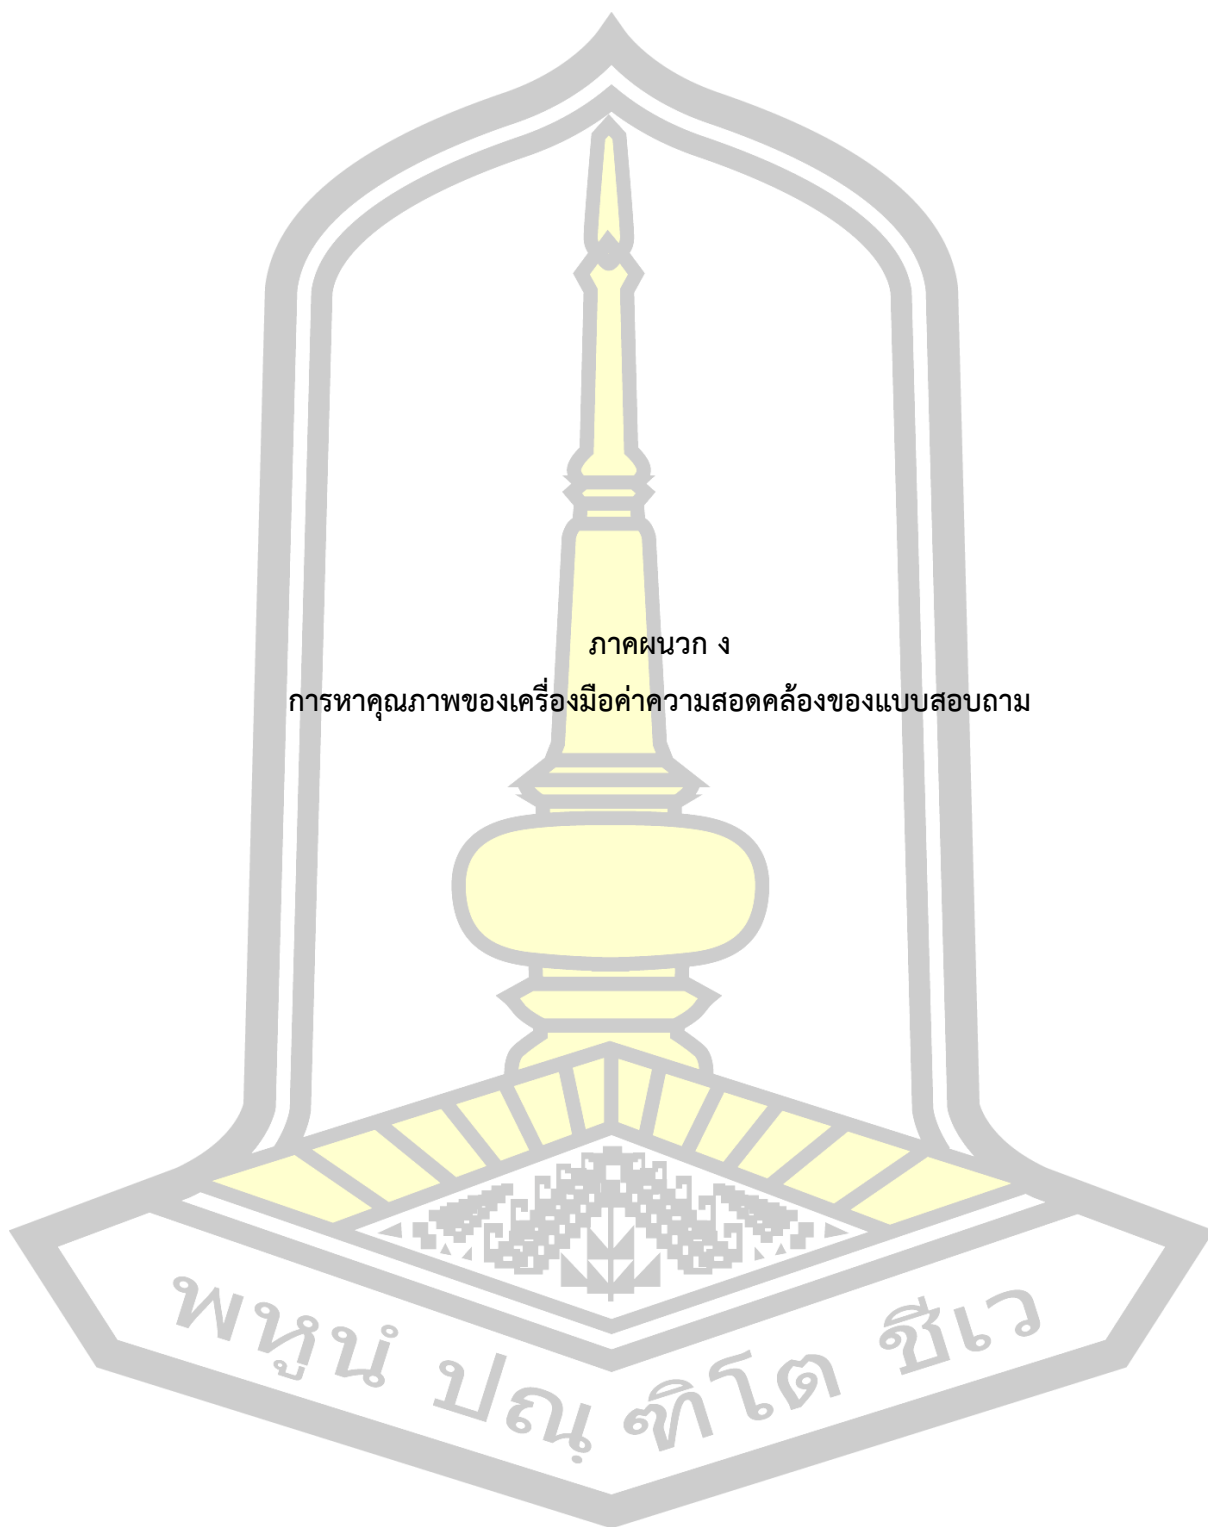 ภาคผนวก ง
การหาคุณภาพของเครื่องมือค่าความสอดคล้องของแบบสอบถาม
พหูนํ ปณฺฑิโต ชีเว